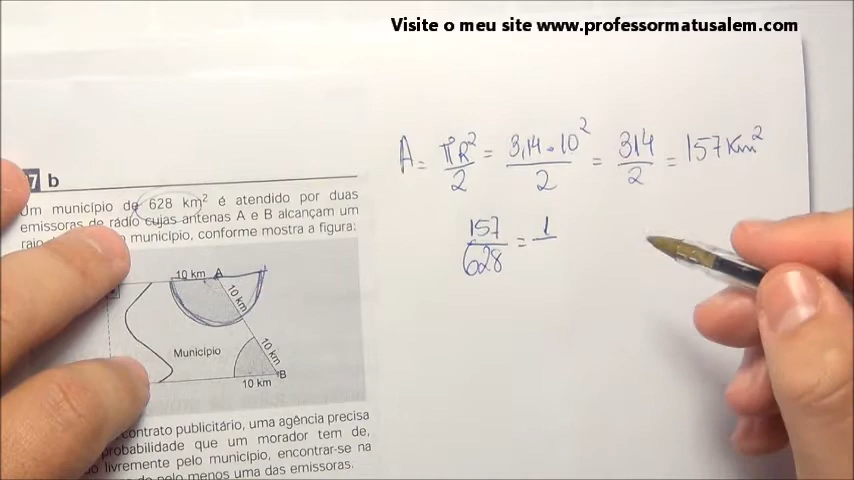 Visite o meu site www.professormatusalem.com
A = πR²/2 = 3,14.10²/2 = 314/2 = 157 Km²
157/628 = 1
7 b
Um município de 628 km² é atendido por duas
emissoras de rádio cujas antenas A e B alcançam um
raio município, conforme mostra a figura:
10 km A
10 km
10 km
Município
10 km B
contrato publicitário, uma agência precisa
probabilidade que um morador tem de,
livremente pelo município, encontrar-se na
de pelo menos uma das emissoras.